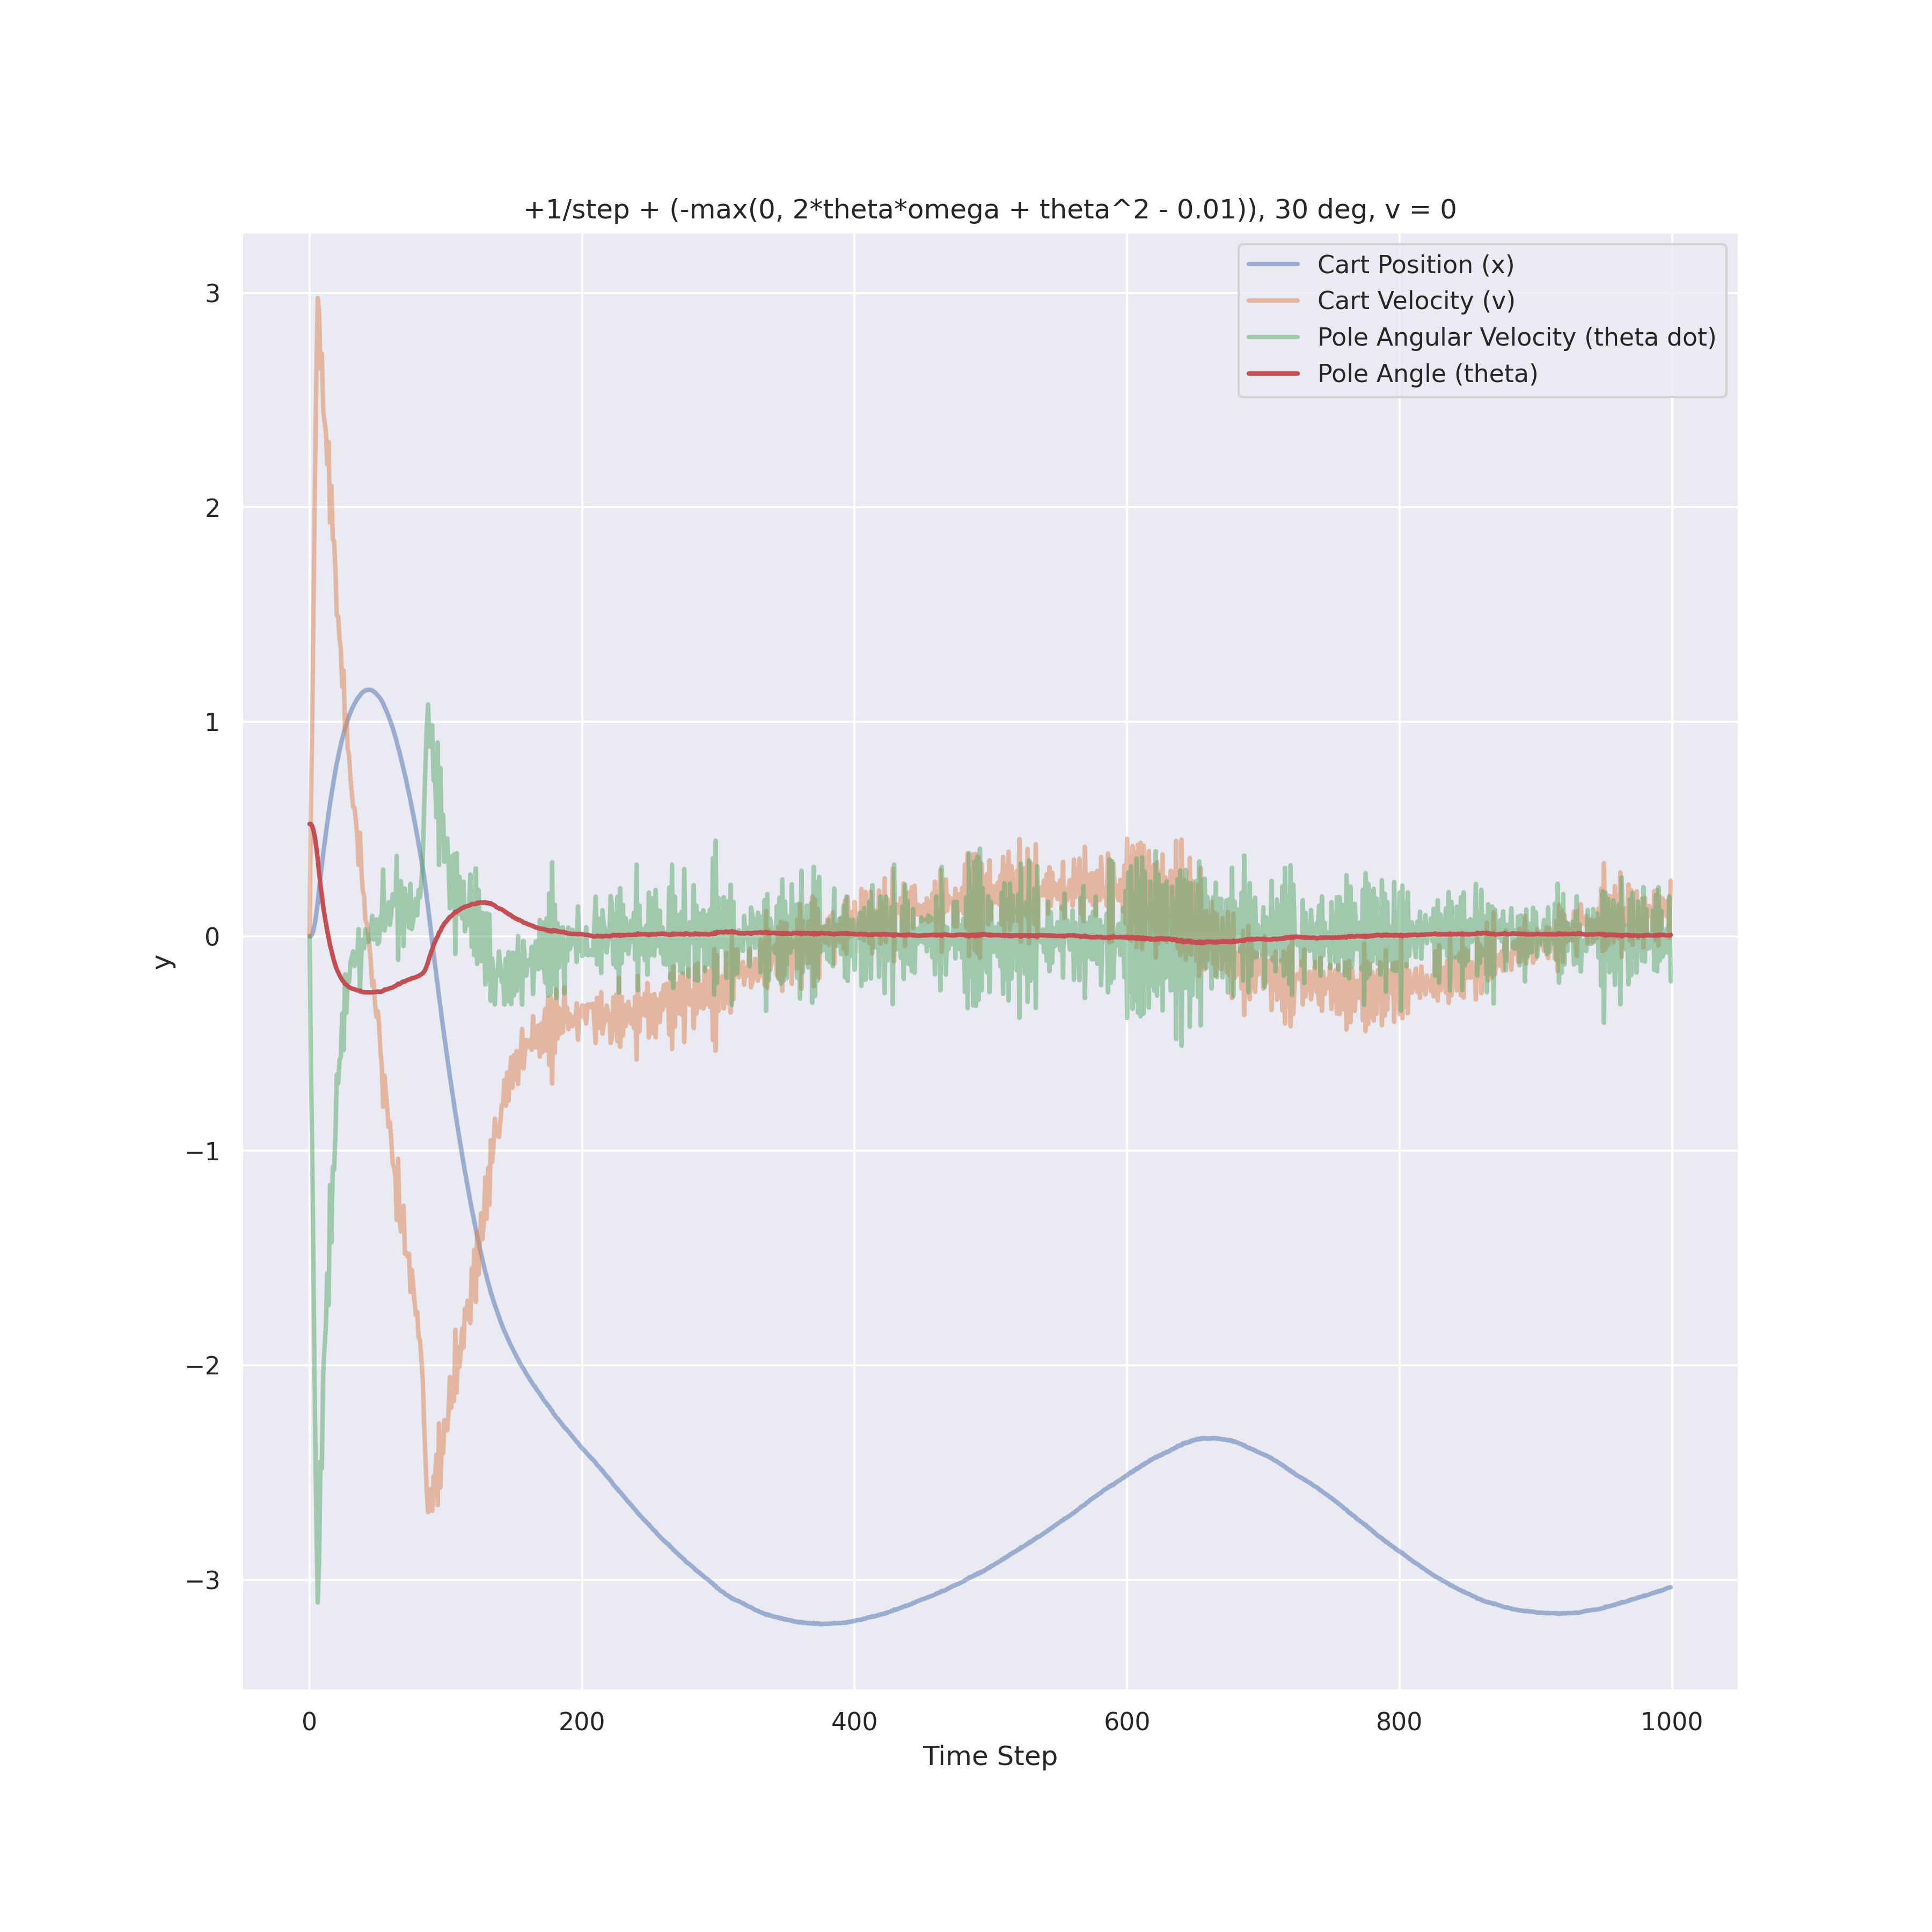 +1/step + (-max(0, 2*theta*omega + theta^2 - 0.01)), 30 deg, v = 0
Cart Position (x)
Cart Velocity (v)
Pole Angular Velocity (theta dot)
Pole Angle (theta)
3
2
1
0
−1
−2
−3
y
0 200 400 600 800 1000
Time Step